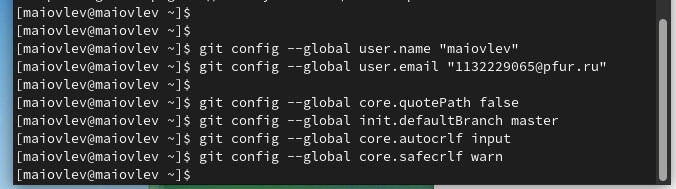 [maiovlev@maiovlev ~]$
[maiovlev@maiovlev ~]$
[maiovlev@maiovlev ~]$ git config --global user.name "maiovlev"
[maiovlev@maiovlev ~]$ git config --global user.email "1132229065@pfur.ru"
[maiovlev@maiovlev ~]$
[maiovlev@maiovlev ~]$ git config --global core.quotePath false
[maiovlev@maiovlev ~]$ git config --global init.defaultBranch master
[maiovlev@maiovlev ~]$ git config --global core.autocrlf input
[maiovlev@maiovlev ~]$ git config --global core.safecrlf warn
[maiovlev@maiovlev ~]$